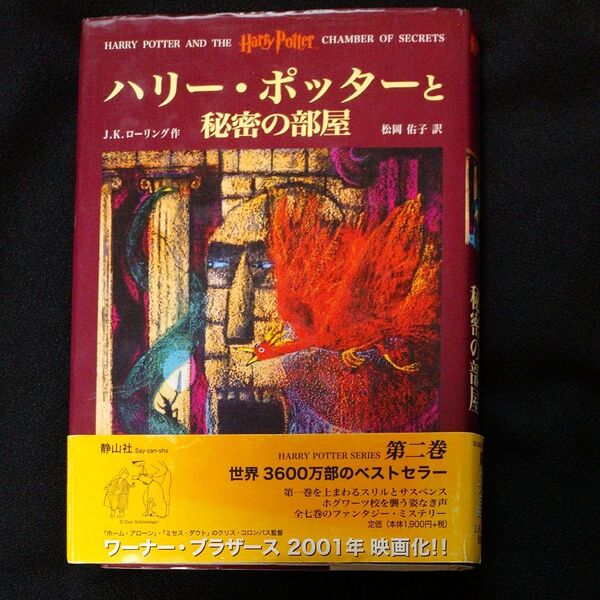 HARRY POTTER AND THE Harry Potter™ CHAMBER OF SECRETS
ハリー・ポッターと
秘密の部屋
J.K.ローリング作
松岡 佑子 訳
秘密の部屋
静山社 Say-zan-sha
© Dan Schlesinger
HARRY POTTER SERIES 第二巻
世界 3600万部のベストセラー
第一巻を上まわるスリルとサスペンス
ホグワーツ校を襲う姿なき声
全七巻のファンタジー・ミステリー
定価(本体1,900円+税)
「ホーム・アローン」・「ミセス・ダウト」のクリス・コロンバス監督
ワーナー・ブラザース 2001年 映画化!!